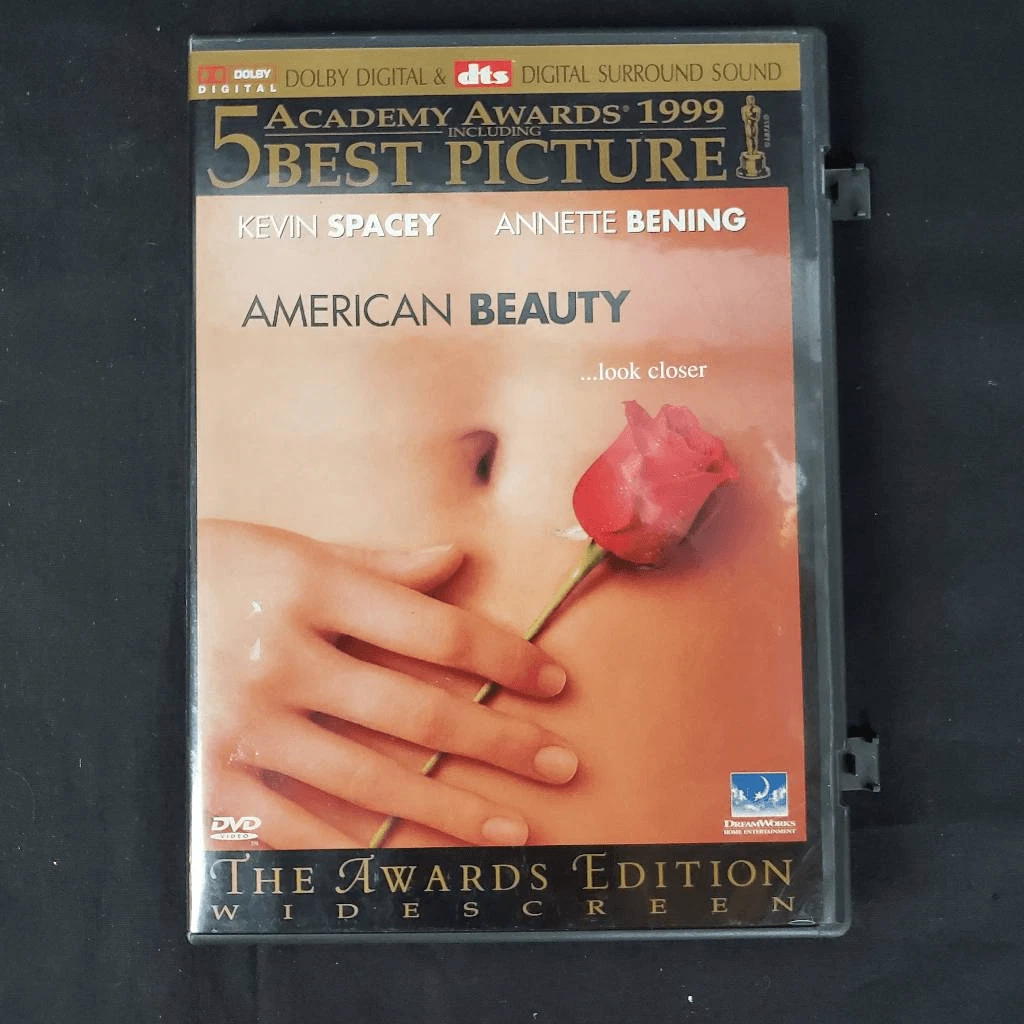 DOLBY DIGITAL DOLBY DIGITAL & dts DIGITAL SURROUND SOUND
5 ACADEMY AWARDS® 1999
INCLUDING
BEST PICTURE
KEVIN SPACEY ANNETTE BENING
AMERICAN BEAUTY
...look closer
DVD
VIDEO
TM
DREAMWORKS
HOME ENTERTAINMENT
THE AWARDS EDITION
WIDESCREEN